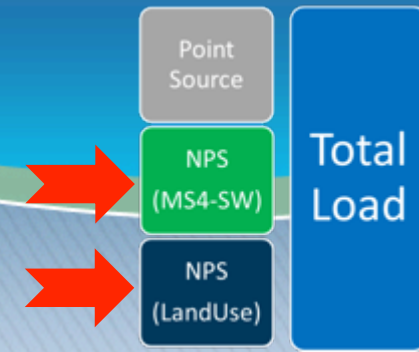 Point
Source
NPS
(MS4-SW)
NPS
(LandUse)
Total
Load